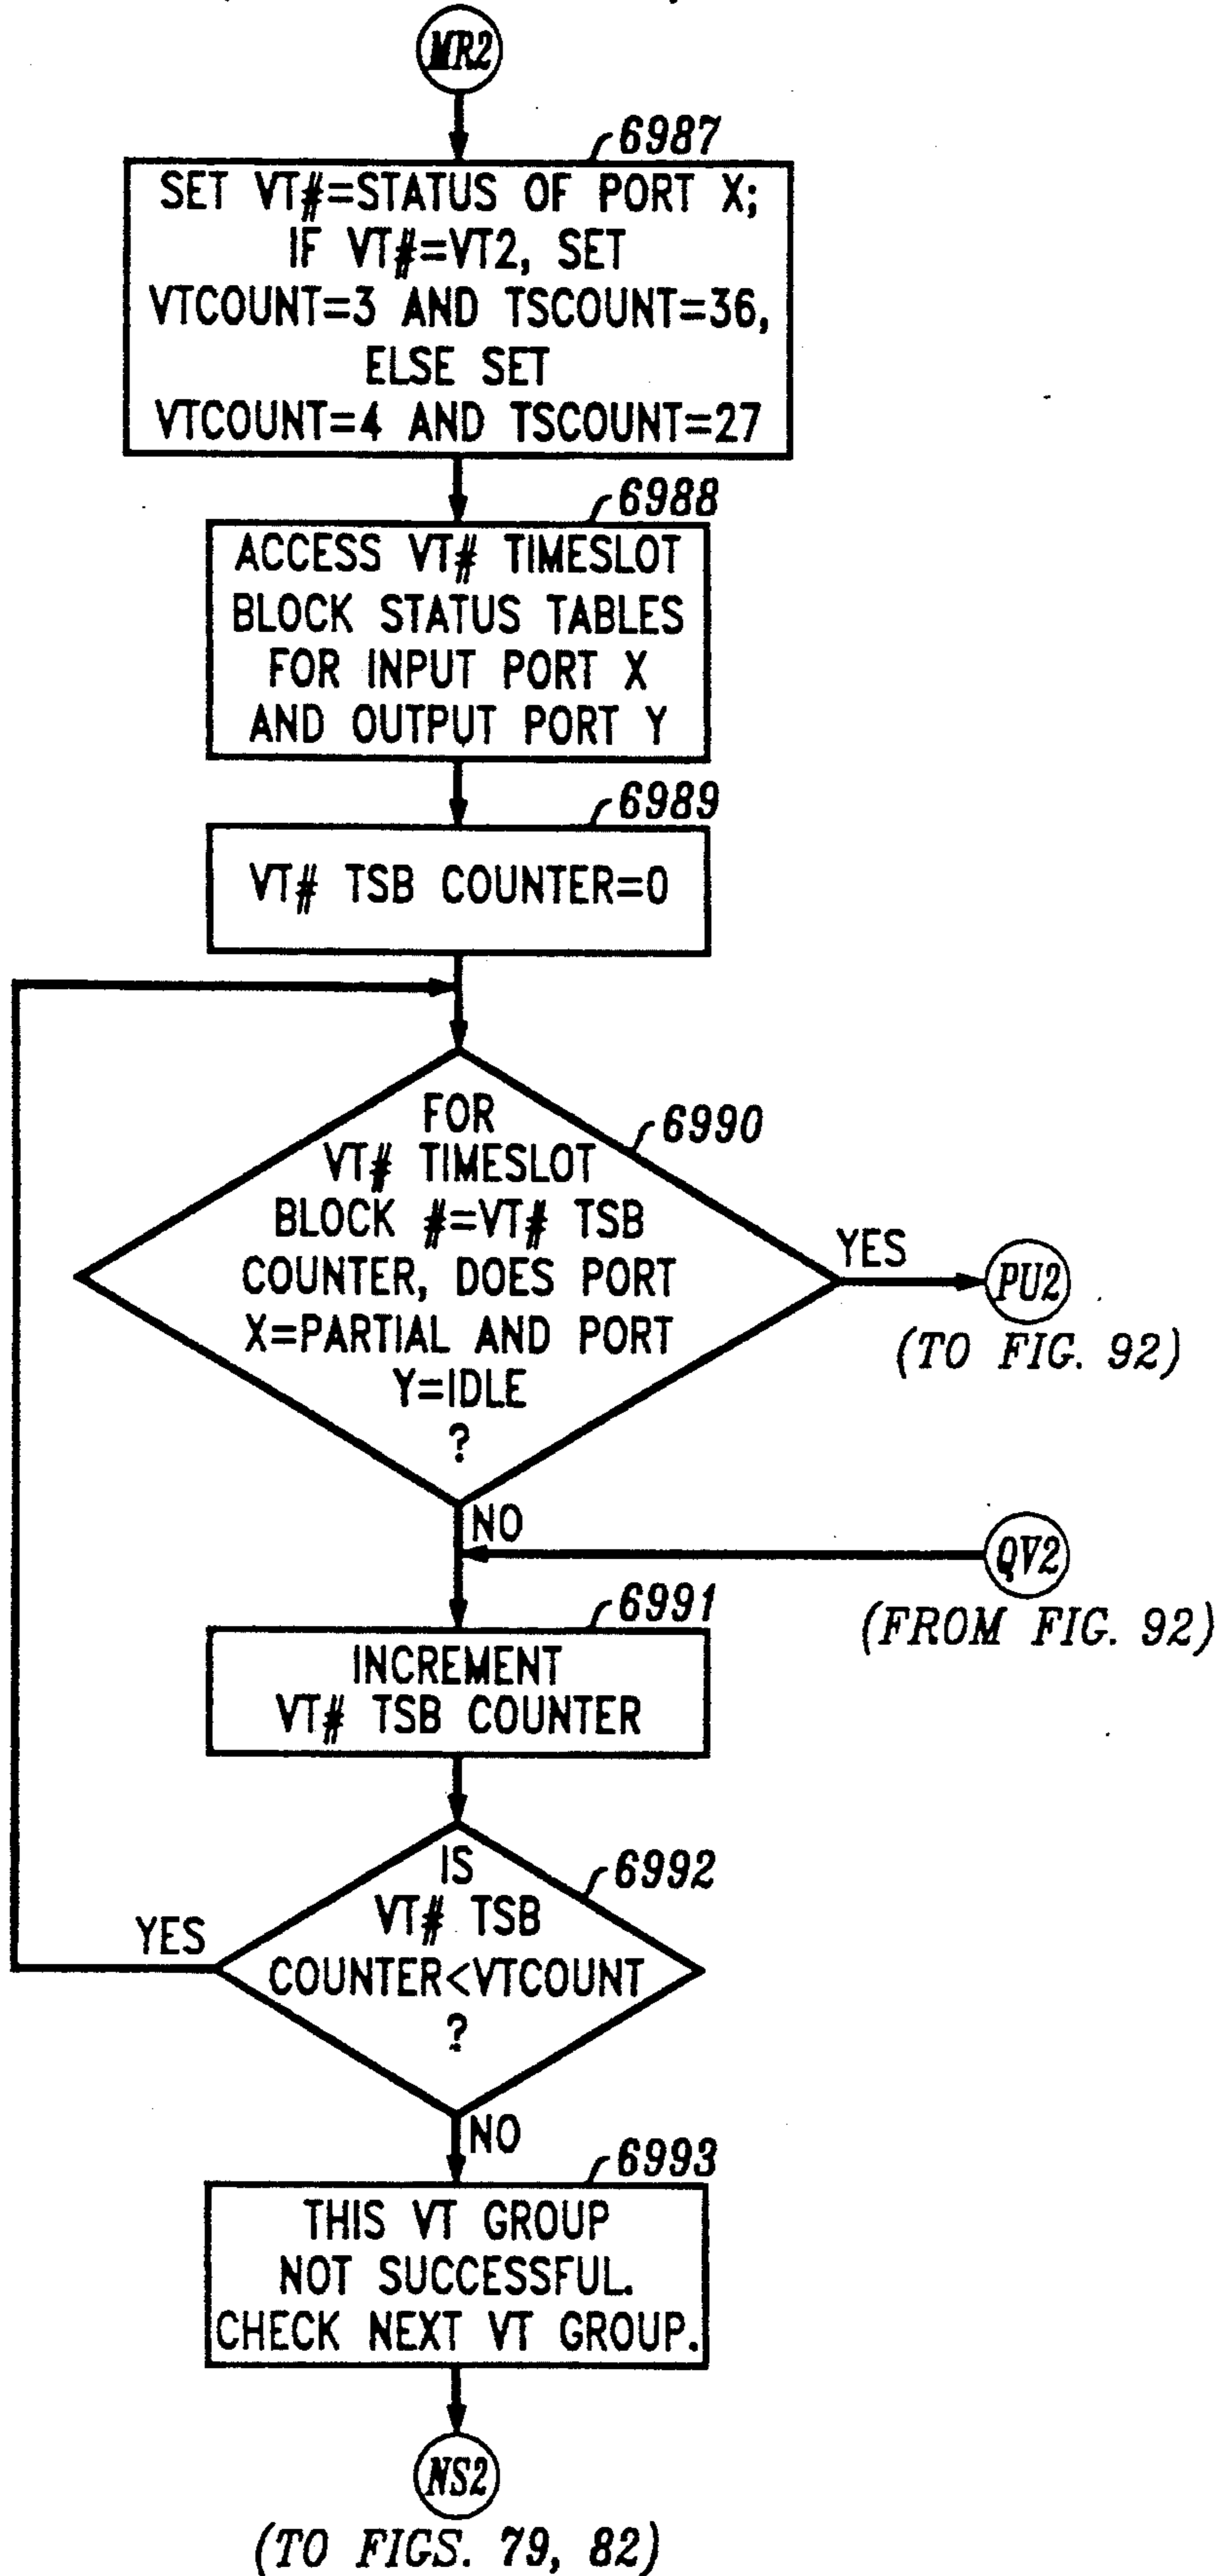 MR2
6987
SET VT#=STATUS OF PORT X;
IF VT#=VT2, SET
VTCOUNT=3 AND TSCOUNT=36,
ELSE SET
VTCOUNT=4 AND TSCOUNT=27
6988
ACCESS VT# TIMESLOT
BLOCK STATUS TABLES
FOR INPUT PORT X
AND OUTPUT PORT Y
6989
VT# TSB COUNTER=0
6990
FOR
VT# TIMESLOT
BLOCK #=VT# TSB
COUNTER, DOES PORT
X=PARTIAL AND PORT
Y=IDLE
?
YES
PU2
(TO FIG. 92)
NO
QV2
(FROM FIG. 92)
6991
INCREMENT
VT# TSB COUNTER
6992
IS
VT# TSB
COUNTER<VTCOUNT
?
YES
NO
6993
THIS VT GROUP
NOT SUCCESSFUL.
CHECK NEXT VT GROUP.
NS2
(TO FIGS. 79, 82)